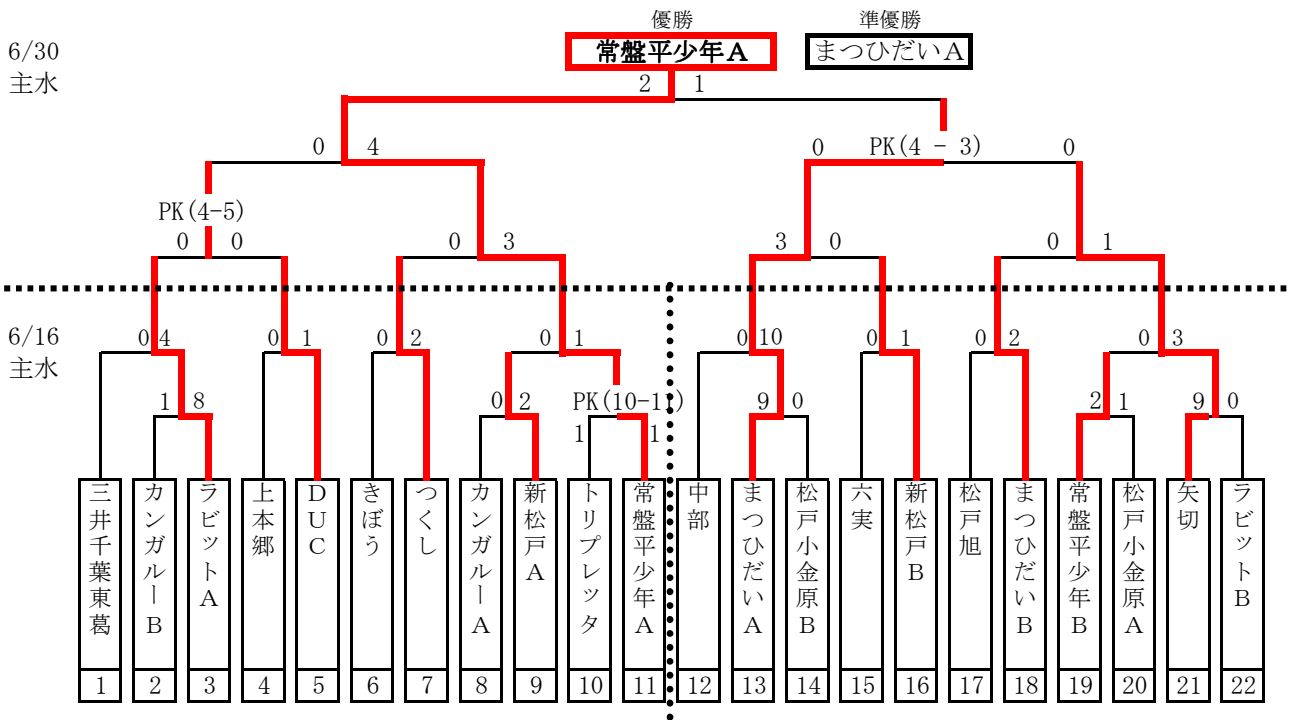 優勝 準優勝
6/30 常盤平少年A まつひだいA
主水 2 1
0 4 0 PK(4 - 3) 0
PK(4-5)
0 0 0 3 3 0 0 1
6/16 0 4 0 1 0 2 0 1 0 10 0 1 0 2 0 3
主水
1 8 0 2 PK(10-11) 9 0 2 1 9 0
1 1
三井千葉東葛
カンガルーB
ラビットA
上本郷
DUC
きぼう
つくし
カンガルーA
新松戸A
トリプレッタ
常盤平少年A
中部
まつひだいA
松戸小金原B
六実
新松戸B
松戸旭
まつひだいB
常盤平少年B
松戸小金原A
矢切
ラビットB
1 2 3 4 5 6 7 8 9 10 11 12 13 14 15 16 17 18 19 20 21 22